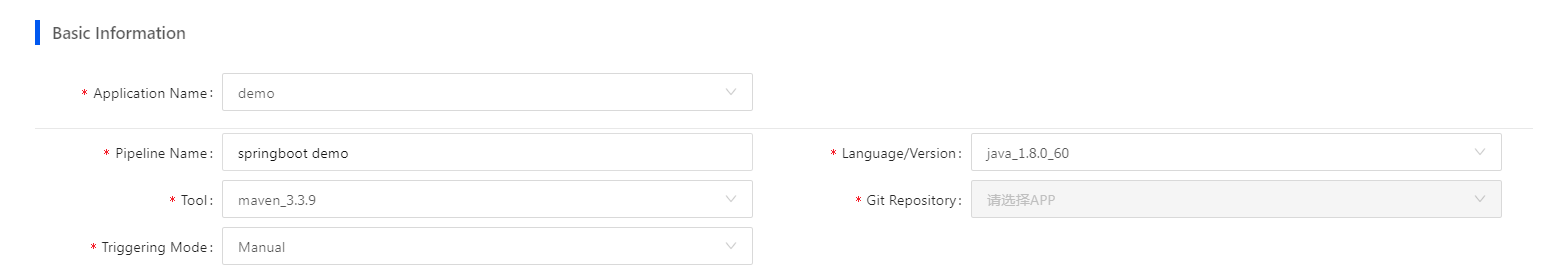 Basic Information
* Application Name: demo
* Pipeline Name: springboot demo * Language/Version: java_1.8.0_60
* Tool: maven_3.3.9 * Git Repository: 请选择APP
* Triggering Mode: Manual